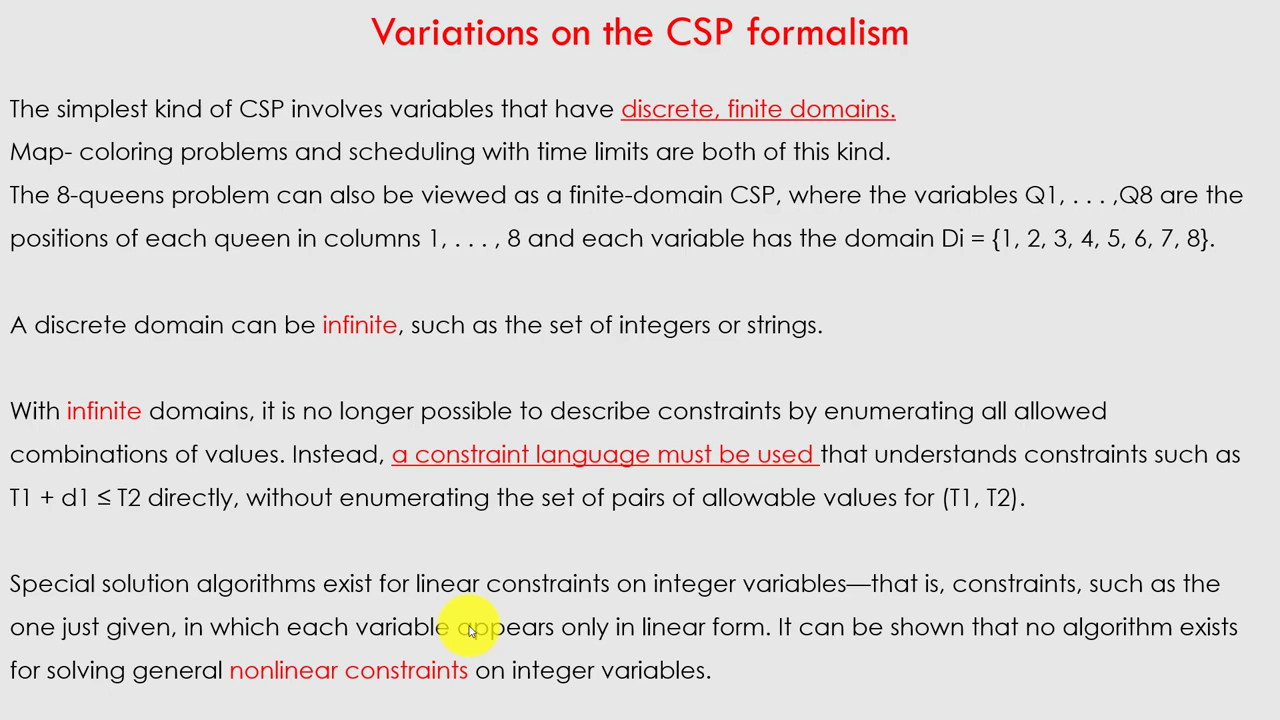 Variations on the CSP formalism
The simplest kind of CSP involves variables that have discrete, finite domains.
Map- coloring problems and scheduling with time limits are both of this kind.
The 8-queens problem can also be viewed as a finite-domain CSP, where the variables Q1, . . . ,Q8 are the
positions of each queen in columns 1, . . . , 8 and each variable has the domain Di = {1, 2, 3, 4, 5, 6, 7, 8}.
A discrete domain can be infinite, such as the set of integers or strings.
With infinite domains, it is no longer possible to describe constraints by enumerating all allowed
combinations of values. Instead, a constraint language must be used that understands constraints such as
T1 + d1 ≤ T2 directly, without enumerating the set of pairs of allowable values for (T1, T2).
Special solution algorithms exist for linear constraints on integer variables—that is, constraints, such as the
one just given, in which each variable appears only in linear form. It can be shown that no algorithm exists
for solving general nonlinear constraints on integer variables.